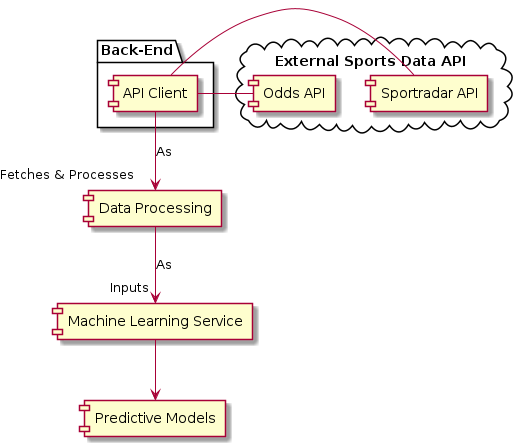 Back-End
External Sports Data API
API Client
Odds API
Sportradar API
As
Fetches & Processes
Data Processing
As
Inputs
Machine Learning Service
Predictive Models